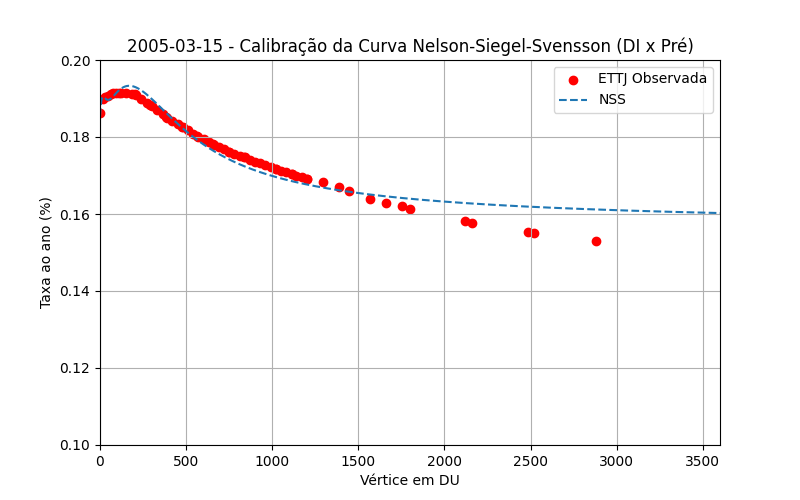 2005-03-15 - Calibração da Curva Nelson-Siegel-Svensson (DI x Pré)
ETTJ Observada
NSS
Taxa ao ano (%)
0.20
0.18
0.16
0.14
0.12
0.10
0
500
1000
1500
2000
2500
3000
3500
Vértice em DU